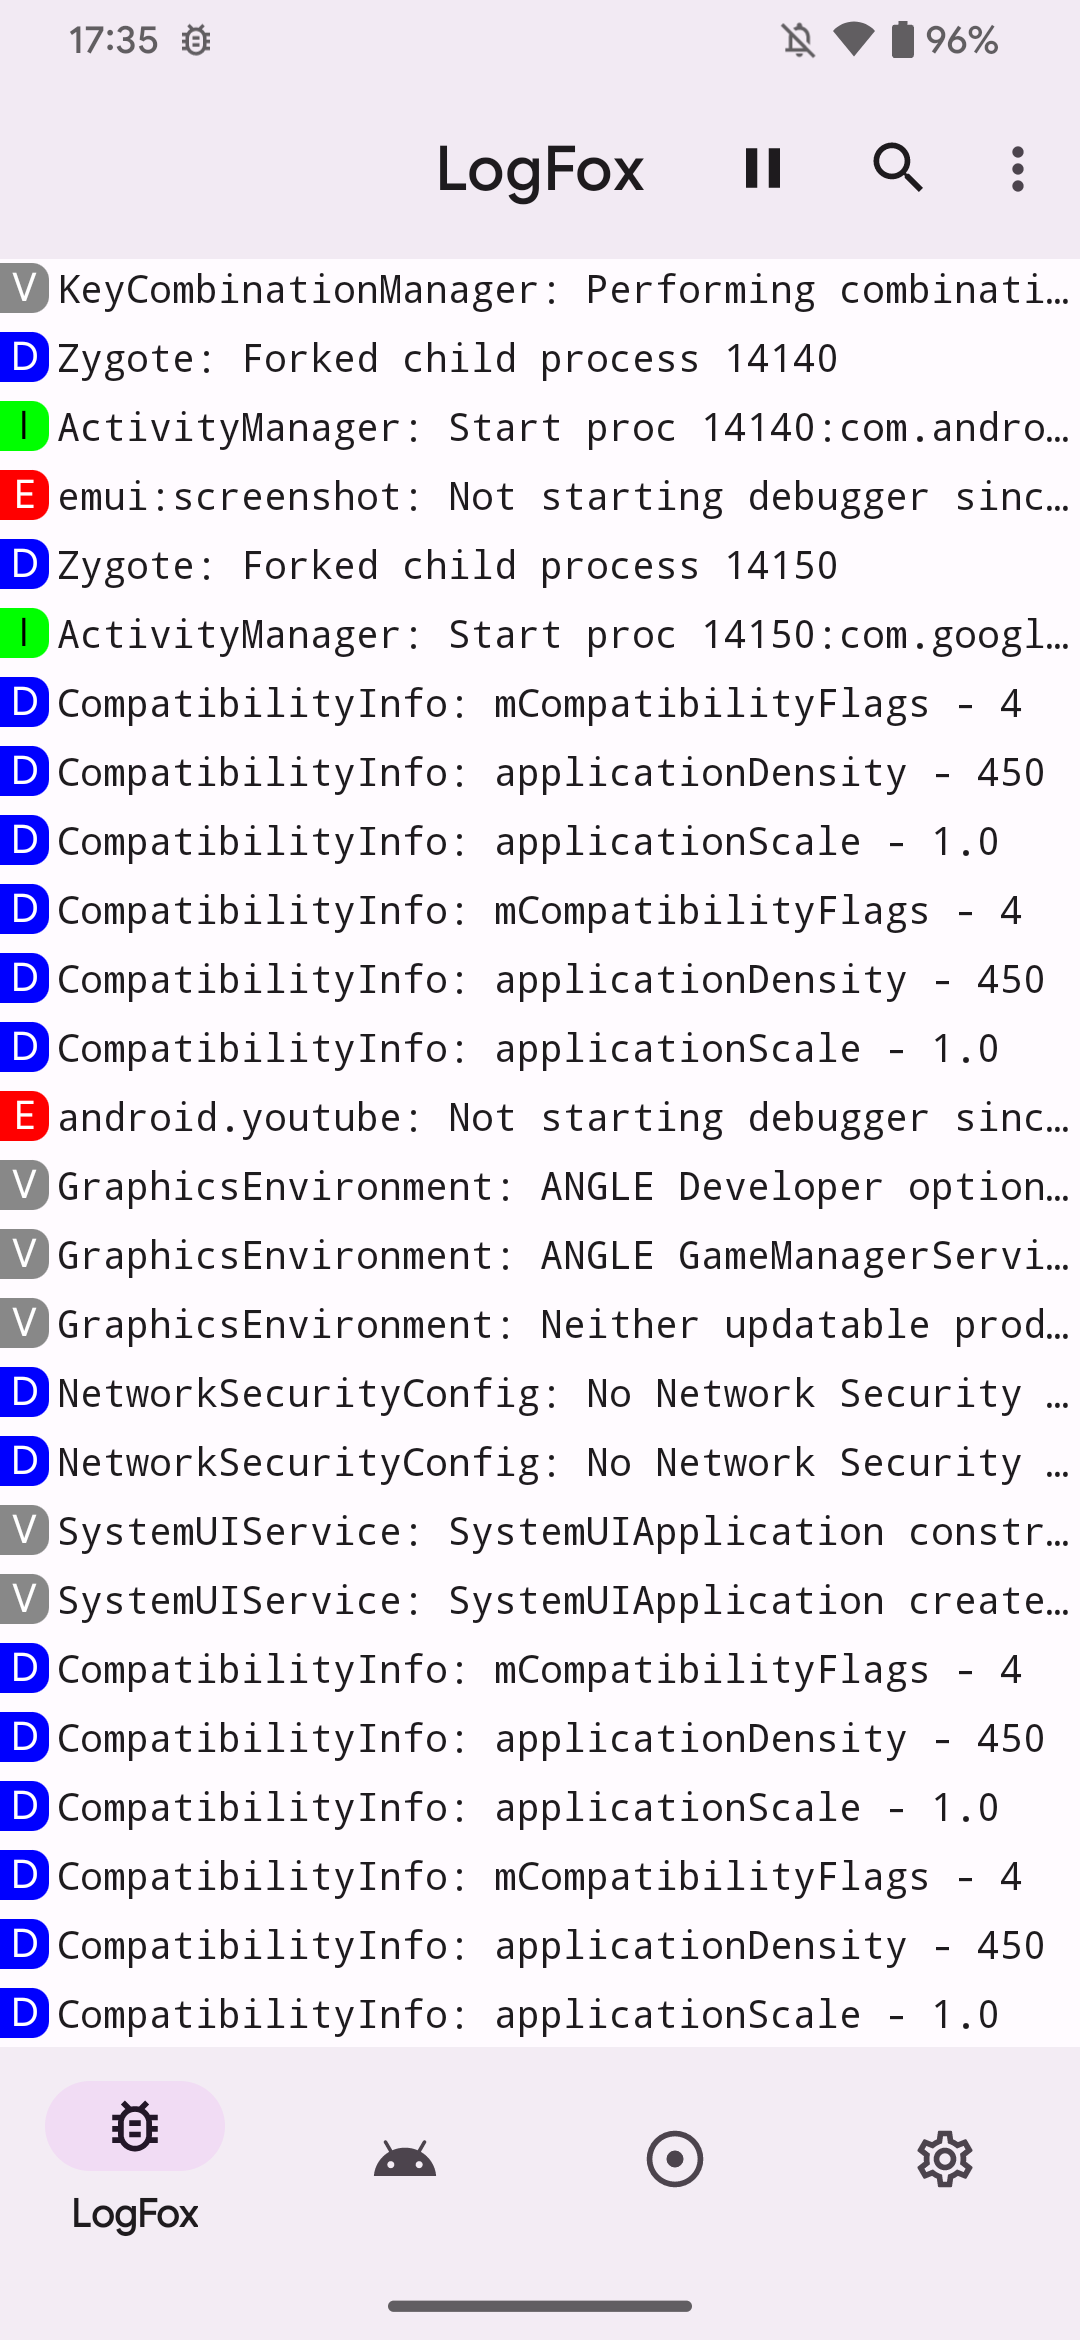 17:35 96%
LogFox
V KeyCombinationManager: Performing combinati…
D Zygote: Forked child process 14140
I ActivityManager: Start proc 14140:com.andro…
E emui:screenshot: Not starting debugger sinc…
D Zygote: Forked child process 14150
I ActivityManager: Start proc 14150:com.googl…
D CompatibilityInfo: mCompatibilityFlags - 4
D CompatibilityInfo: applicationDensity - 450
D CompatibilityInfo: applicationScale - 1.0
D CompatibilityInfo: mCompatibilityFlags - 4
D CompatibilityInfo: applicationDensity - 450
D CompatibilityInfo: applicationScale - 1.0
E android.youtube: Not starting debugger sinc…
V GraphicsEnvironment: ANGLE Developer option…
V GraphicsEnvironment: ANGLE GameManagerServi…
V GraphicsEnvironment: Neither updatable prod…
D NetworkSecurityConfig: No Network Security …
D NetworkSecurityConfig: No Network Security …
V SystemUIService: SystemUIApplication constr…
V SystemUIService: SystemUIApplication create…
D CompatibilityInfo: mCompatibilityFlags - 4
D CompatibilityInfo: applicationDensity - 450
D CompatibilityInfo: applicationScale - 1.0
D CompatibilityInfo: mCompatibilityFlags - 4
D CompatibilityInfo: applicationDensity - 450
D CompatibilityInfo: applicationScale - 1.0
LogFox